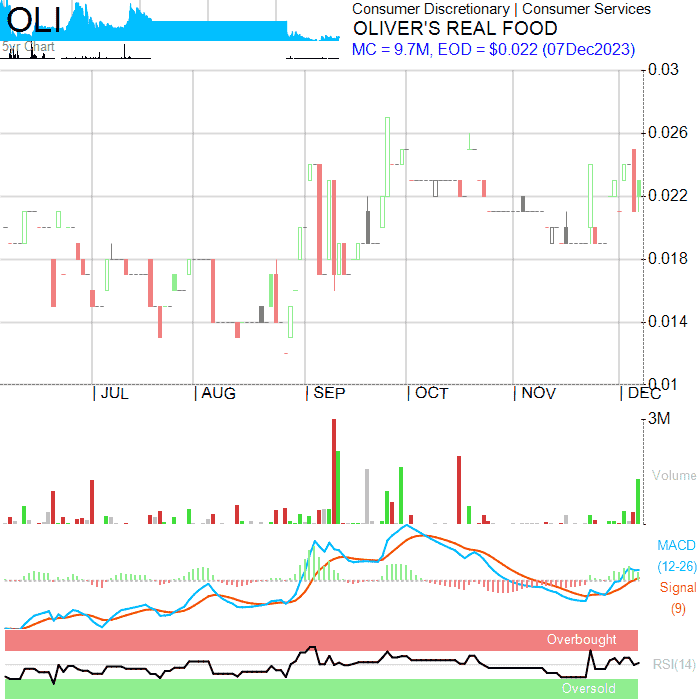 OLI
5yr Chart
Consumer Discretionary | Consumer Services
OLIVER'S REAL FOOD
MC = 9.7M, EOD = $0.022 (07Dec2023)
0.03
0.026
0.022
0.018
0.014
0.01
JUL
AUG
SEP
OCT
NOV
DEC
3M
Volume
MACD
(12-26)
Signal
(9)
Overbought
RSI(14)
Oversold